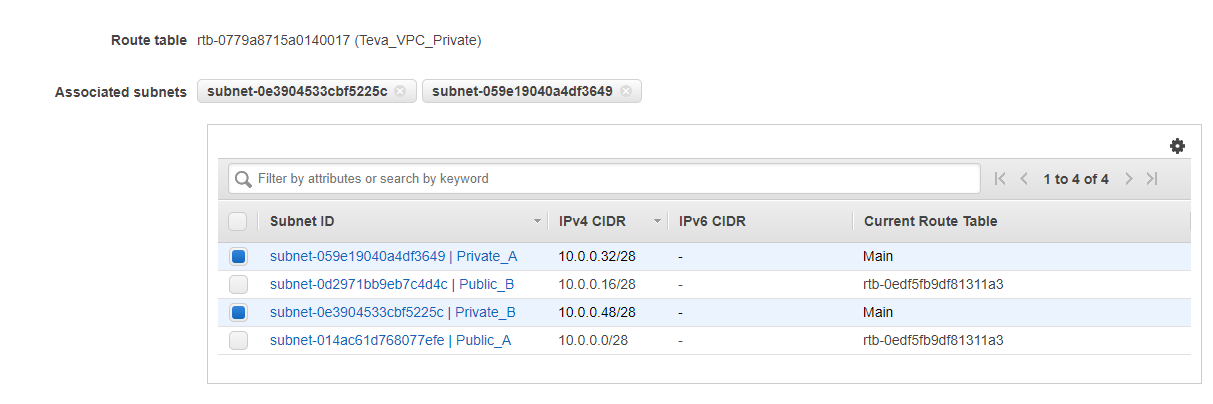 Route table rtb-0779a8715a0140017 (Teva_VPC_Private)
Associated subnets subnet-0e3904533cbf5225c subnet-059e19040a4df3649
Filter by attributes or search by keyword 1 to 4 of 4
Subnet ID IPv4 CIDR IPv6 CIDR Current Route Table
subnet-059e19040a4df3649 | Private_A 10.0.0.32/28 - Main
subnet-0d2971bb9eb7c4d4c | Public_B 10.0.0.16/28 - rtb-0edf5fb9df81311a3
subnet-0e3904533cbf5225c | Private_B 10.0.0.48/28 - Main
subnet-014ac61d768077efe | Public_A 10.0.0.0/28 - rtb-0edf5fb9df81311a3